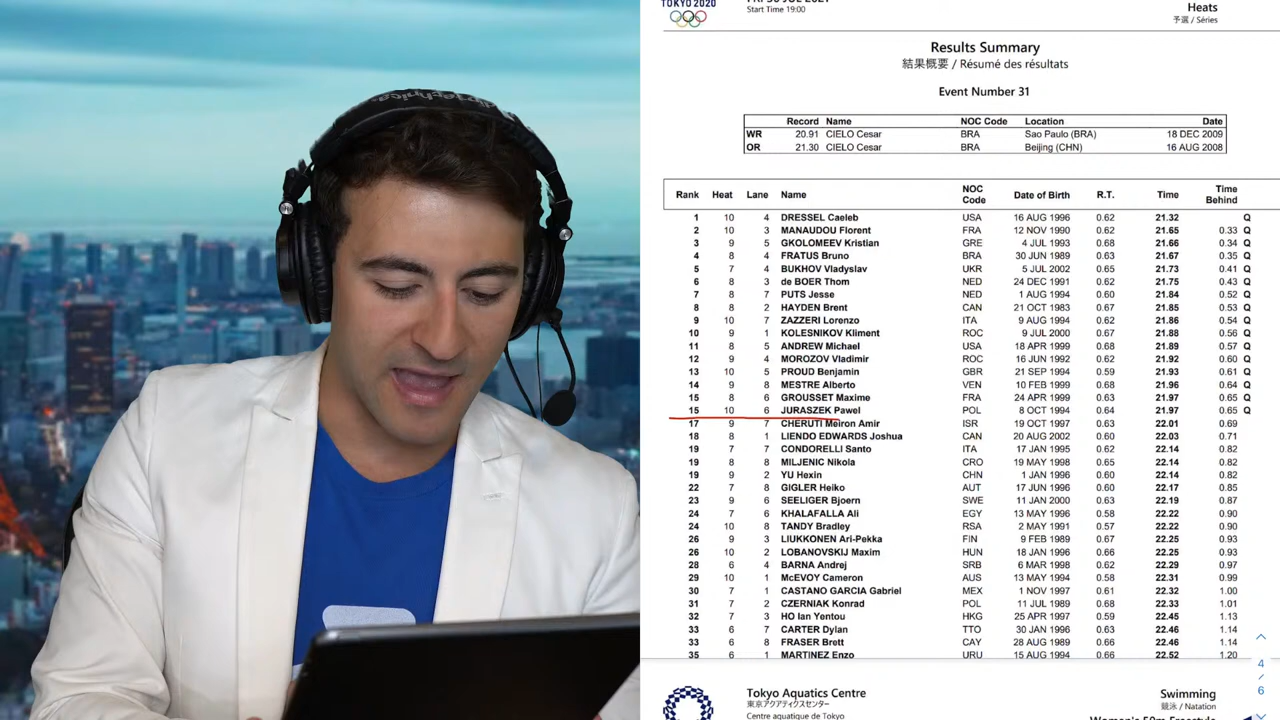 TOKYO 2020
FRI 30 JUL 2021
Start Time 19:00
Heats
予選 / Séries
Results Summary
結果概要 / Résumé des résultats
Event Number 31
Record Name NOC Code Location Date
WR 20.91 CIELO Cesar BRA Sao Paulo (BRA) 18 DEC 2009
OR 21.30 CIELO Cesar BRA Beijing (CHN) 16 AUG 2008
Rank Heat Lane Name NOC Code Date of Birth R.T. Time Time Behind
1 10 4 DRESSEL Caeleb USA 16 AUG 1996 0.62 21.32 Q
2 10 3 MANAUDOU Florent FRA 12 NOV 1990 0.62 21.65 0.33 Q
3 9 5 GKOLOMEEV Kristian GRE 4 JUL 1993 0.68 21.66 0.34 Q
4 8 4 FRATUS Bruno BRA 30 JUN 1989 0.63 21.67 0.35 Q
5 7 4 BUKHOV Vladyslav UKR 5 JUL 2002 0.65 21.73 0.41 Q
6 8 3 de BOER Thom NED 24 DEC 1991 0.62 21.75 0.43 Q
7 8 7 PUTS Jesse NED 1 AUG 1994 0.60 21.84 0.52 Q
8 8 2 HAYDEN Brent CAN 21 OCT 1983 0.67 21.85 0.53 Q
9 10 7 ZAZZERI Lorenzo ITA 9 AUG 1994 0.62 21.86 0.54 Q
10 9 1 KOLESNIKOV Kliment ROC 9 JUL 2000 0.67 21.88 0.56 Q
11 8 5 ANDREW Michael USA 18 APR 1999 0.68 21.89 0.57 Q
12 9 4 MOROZOV Vladimir ROC 16 JUN 1992 0.62 21.92 0.60 Q
13 10 5 PROUD Benjamin GBR 21 SEP 1994 0.59 21.93 0.61 Q
14 9 8 MESTRE Alberto VEN 10 FEB 1999 0.68 21.96 0.64 Q
15 8 6 GROUSSET Maxime FRA 24 APR 1999 0.63 21.97 0.65 Q
15 10 6 JURASZEK Pawel POL 8 OCT 1994 0.64 21.97 0.65 Q
17 9 7 CHERUTI Meiron Amir ISR 19 OCT 1997 0.63 22.01 0.69
18 8 1 LIENDO EDWARDS Joshua CAN 20 AUG 2002 0.60 22.03 0.71
19 7 7 CONDORELLI Santo ITA 17 JAN 1995 0.60 22.14 0.82
19 8 8 MILJENIC Nikola CRO 19 MAY 1998 0.65 22.14 0.82
19 9 2 YU Hexin CHN 1 JAN 1996 0.60 22.14 0.82
22 7 8 GIGLER Heiko AUT 17 JUN 1996 0.60 22.17 0.85
23 9 6 SEELIGER Bjoern SWE 11 JAN 2000 0.63 22.19 0.87
24 7 6 KHALAFALLA Ali EGY 13 MAY 1996 0.58 22.22 0.90
24 10 8 TANDY Bradley RSA 2 MAY 1991 0.57 22.22 0.90
26 9 3 LIUKKONEN Ari-Pekka FIN 9 FEB 1989 0.67 22.25 0.93
26 10 2 LOBANOVSKIJ Maxim HUN 18 JAN 1996 0.66 22.25 0.93
28 6 4 BARNA Andrej SRB 6 MAR 1998 0.62 22.29 0.97
29 10 1 McEVOY Cameron AUS 13 MAY 1994 0.58 22.31 0.99
30 7 1 CASTANO GARCIA Gabriel MEX 1 NOV 1997 0.61 22.32 1.00
31 7 2 CZERNIAK Konrad POL 11 JUL 1989 0.68 22.33 1.01
32 7 3 HO Ian Yentou HKG 25 APR 1997 0.59 22.45 1.13
33 6 7 CARTER Dylan TTO 30 JAN 1996 0.63 22.46 1.14
33 6 8 FRASER Brett CAY 28 AUG 1989 0.66 22.46 1.14
35 6 1 MARTINEZ Enzo URU 15 AUG 1994 0.66 22.52 1.20
4
/
6
Tokyo Aquatics Centre
東京アクアティクスセンター
Centre aquatique de Tokyo
Swimming
競泳 / Natation
Women's 50m Freestyle